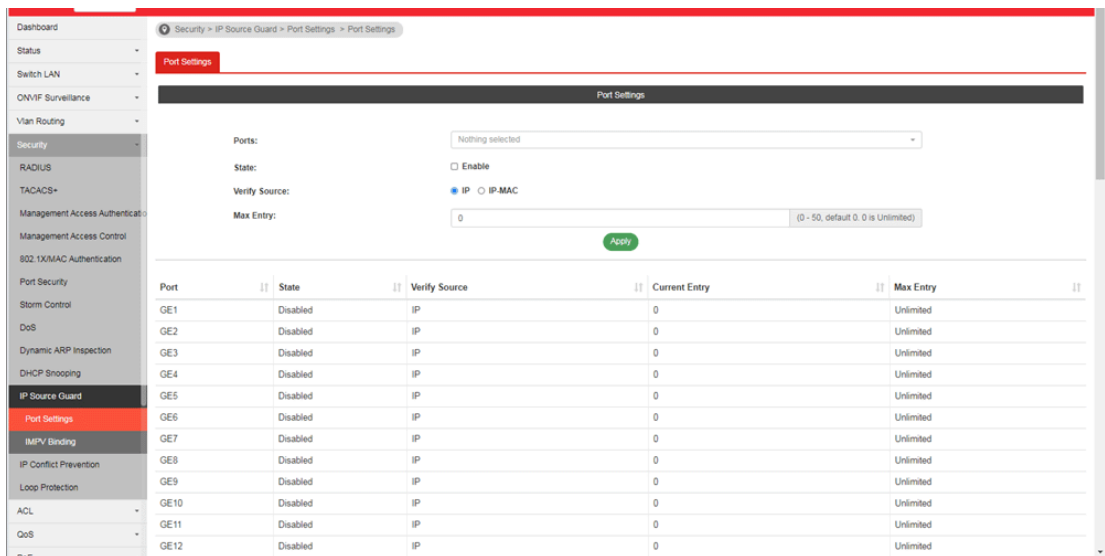 Dashboard
Status
Switch LAN
ONVIF Surveillance
Vlan Routing
Security
RADIUS
TACACS+
Management Access Authenticatio
Management Access Control
802.1X/MAC Authentication
Port Security
Storm Control
DoS
Dynamic ARP Inspection
DHCP Snooping
IP Source Guard
Port Settings
IMPV Binding
IP Conflict Prevention
Loop Protection
ACL
QoS
Security > IP Source Guard > Port Settings > Port Settings
Port Settings
Port Settings
Ports: Nothing selected
State: Enable
Verify Source: IP IP-MAC
Max Entry: 0 (0 - 50, default 0. 0 is Unlimited)
Apply
Port State Verify Source Current Entry Max Entry
GE1 Disabled IP 0 Unlimited
GE2 Disabled IP 0 Unlimited
GE3 Disabled IP 0 Unlimited
GE4 Disabled IP 0 Unlimited
GE5 Disabled IP 0 Unlimited
GE6 Disabled IP 0 Unlimited
GE7 Disabled IP 0 Unlimited
GE8 Disabled IP 0 Unlimited
GE9 Disabled IP 0 Unlimited
GE10 Disabled IP 0 Unlimited
GE11 Disabled IP 0 Unlimited
GE12 Disabled IP 0 Unlimited